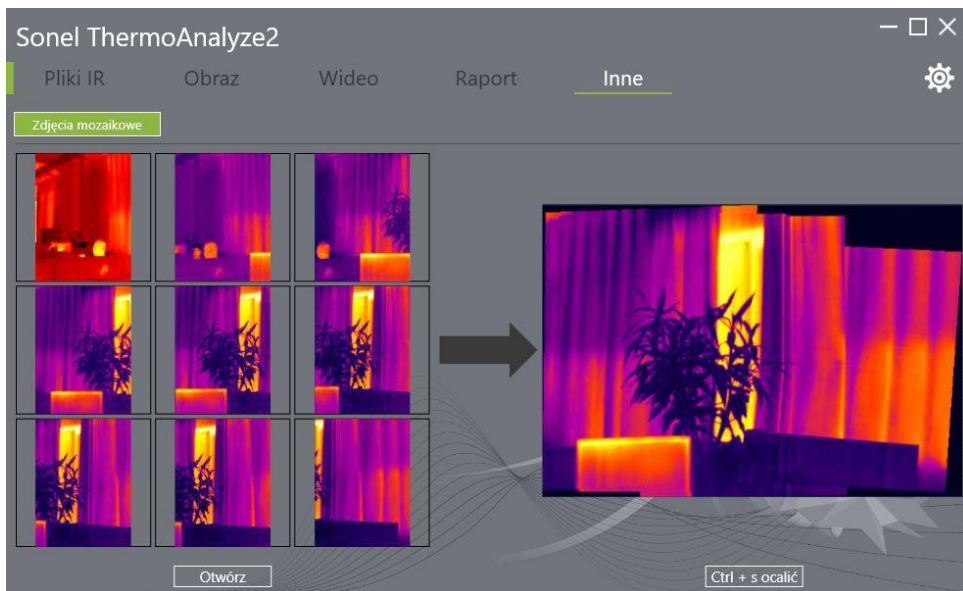 Sonel ThermoAnalyze2
Pliki IR Obraz Wideo Raport Inne
Zdjęcia mozaikowe
Otwórz Ctrl + s ocalić